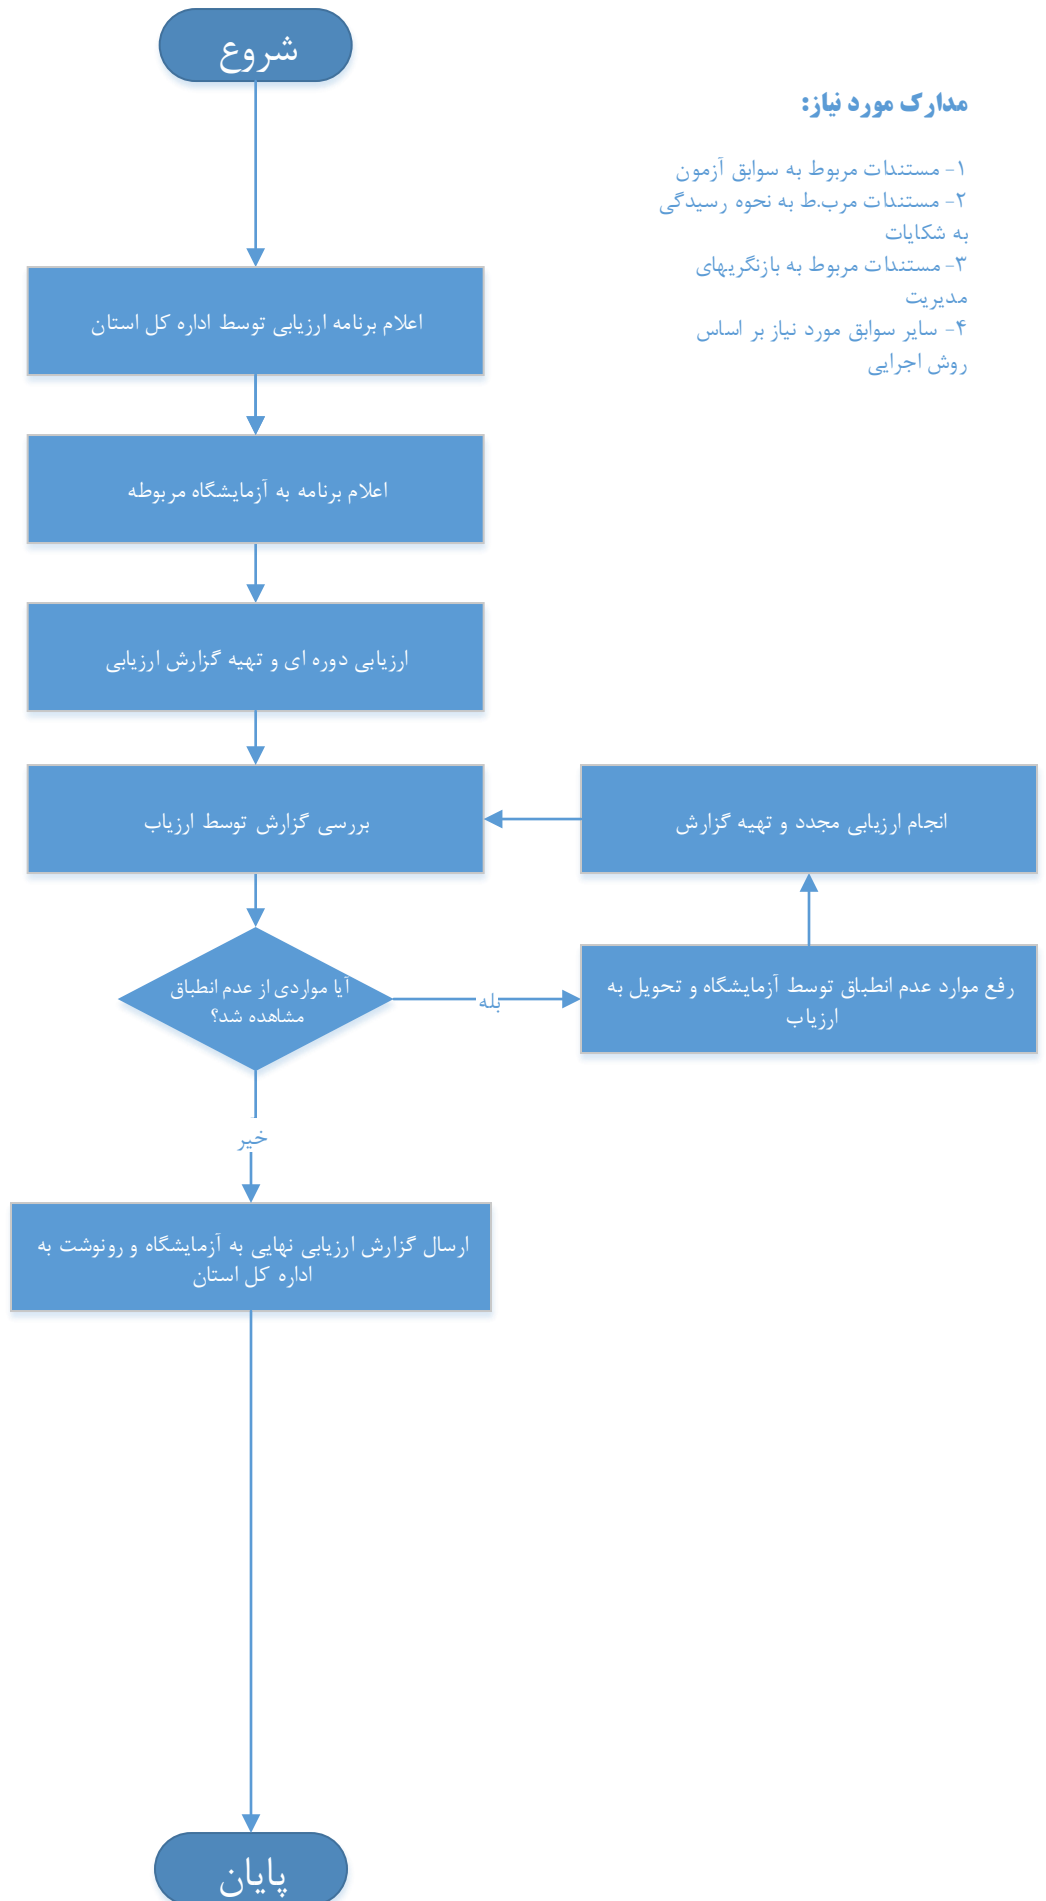 شروع
مدارک مورد نیاز:
۱- مستندات مربوط به سوابق آزمون
۲- مستندات مرب.ط به نحوه رسیدگی
به شکایات
۳- مستندات مربوط به بازنگریهای
مدیریت
۴- سایر سوابق مورد نیاز بر اساس
روش اجرایی
اعلام برنامه ارزیابی توسط اداره کل استان
اعلام برنامه به آزمایشگاه مربوطه
ارزیابی دوره ای و تهیه گزارش ارزیابی
بررسی گزارش توسط ارزیاب
انجام ارزیابی مجدد و تهیه گزارش
آیا مواردی از عدم انطباق
مشاهده شد؟
بله
رفع موارد عدم انطباق توسط آزمایشگاه و تحویل به
ارزیاب
خیر
ارسال گزارش ارزیابی نهایی به آزمایشگاه و رونوشت به
اداره کل استان
پایان